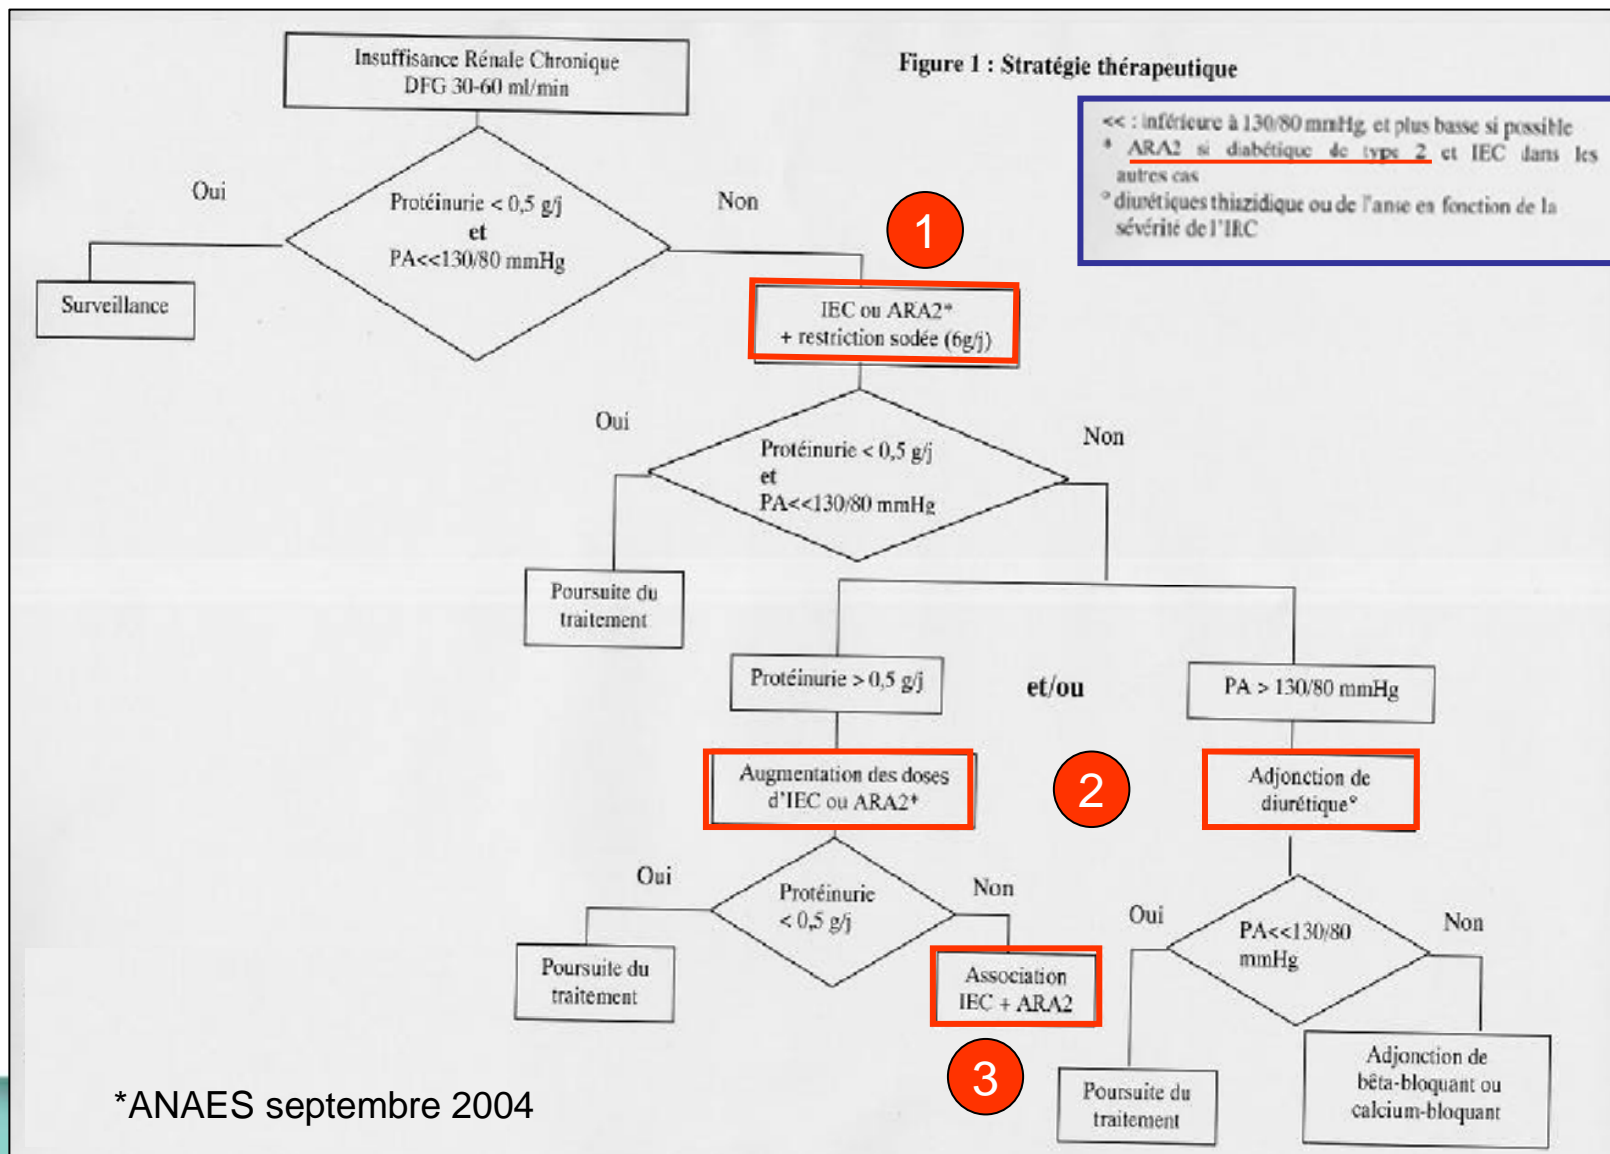 Insuffisance Rénale Chronique
DFG 30-60 ml/min
Figure 1 : Stratégie thérapeutique
<< : inférieure à 130/80 mmHg, et plus basse si possible
* ARA2 si diabétique de type 2 et IEC dans les
autres cas
° diurétiques thiazidique ou de l'anse en fonction de la
sévérité de l'IRC
Oui
Protéinurie < 0,5 g/j
et
PA<<130/80 mmHg
Non
1
Surveillance
IEC ou ARA2*
+ restriction sodée (6g/j)
Oui
Protéinurie < 0,5 g/j
et
PA<<130/80 mmHg
Non
Poursuite du
traitement
Protéinurie > 0,5 g/j
et/ou
PA > 130/80 mmHg
Augmentation des doses
d'IEC ou ARA2*
2
Adjonction de
diurétique°
Oui
Protéinurie
< 0,5 g/j
Non
Oui
PA<<130/80
mmHg
Non
Poursuite du
traitement
Association
IEC + ARA2
3
Poursuite du
traitement
Adjonction de
bêta-bloquant ou
calcium-bloquant
*ANAES septembre 2004